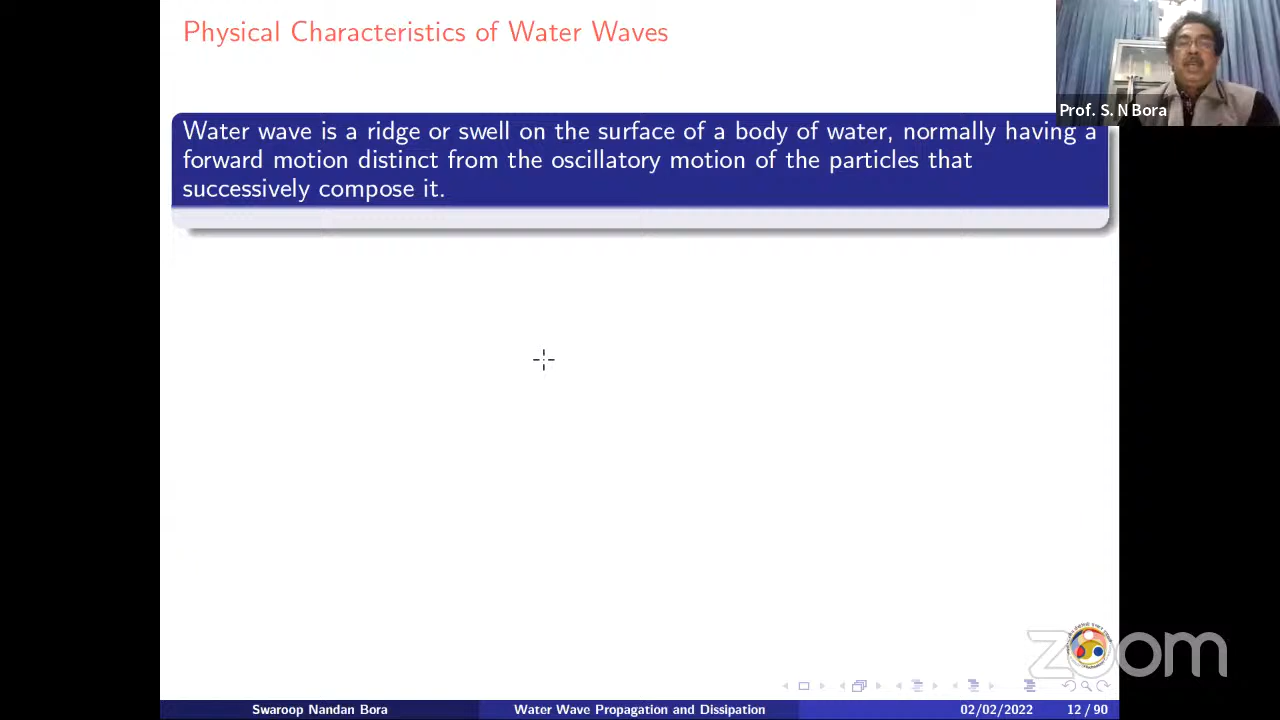 Physical Characteristics of Water Waves
Prof. S. N Bora
Water wave is a ridge or swell on the surface of a body of water, normally having a
forward motion distinct from the oscillatory motion of the particles that
successively compose it.
zoom
Swaroop Nandan Bora
Water Wave Propagation and Dissipation
02/02/2022
12 / 90